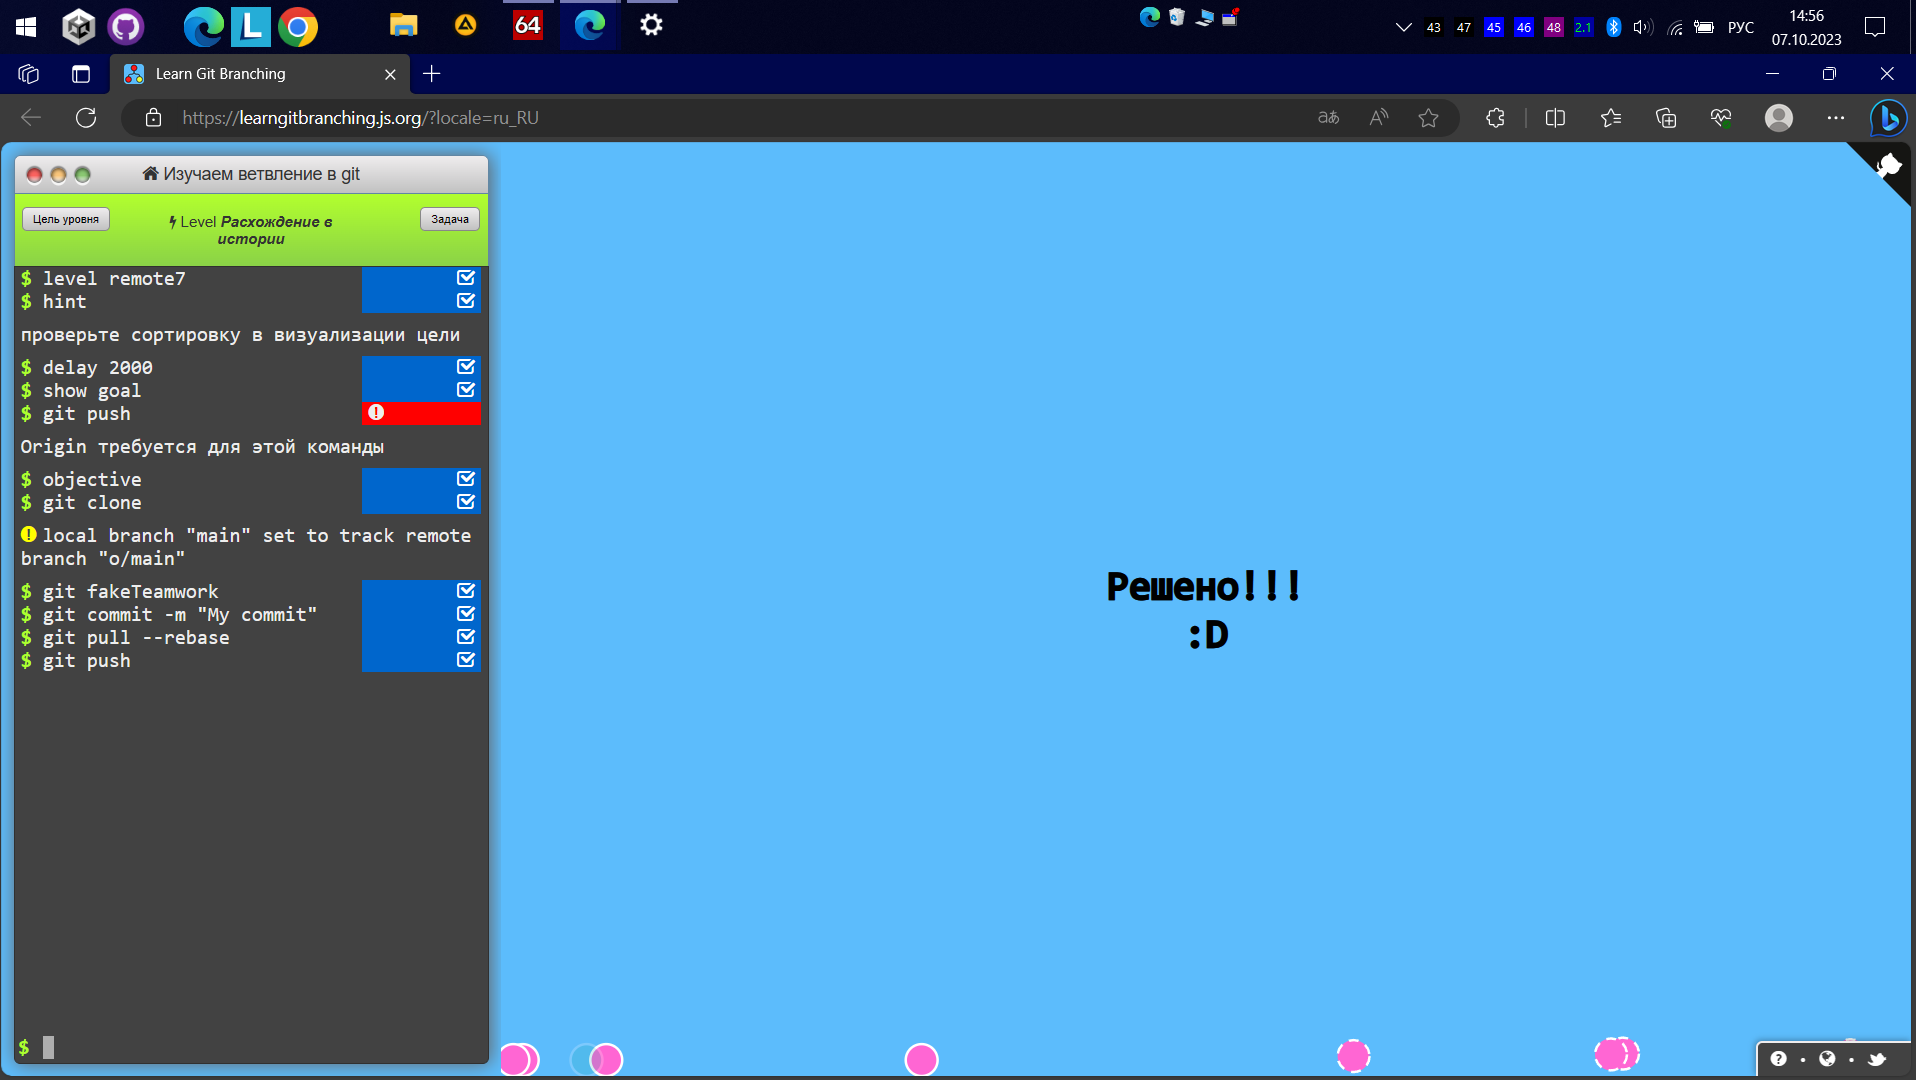 64
43
47
45
46
48
2.1
РУС
14:56
07.10.2023
Learn Git Branching
https://learngitbranching.js.org/?locale=ru_RU
Изучаем ветвление в git
Цель уровня
Level Расхождение в
истории
Задача
$ level remote7
$ hint
проверьте сортировку в визуализации цели
$ delay 2000
$ show goal
$ git push
Origin требуется для этой команды
$ objective
$ git clone
local branch "main" set to track remote
branch "o/main"
$ git fakeTeamwork
$ git commit -m "My commit"
$ git pull --rebase
$ git push
$
Решено!!!
:D